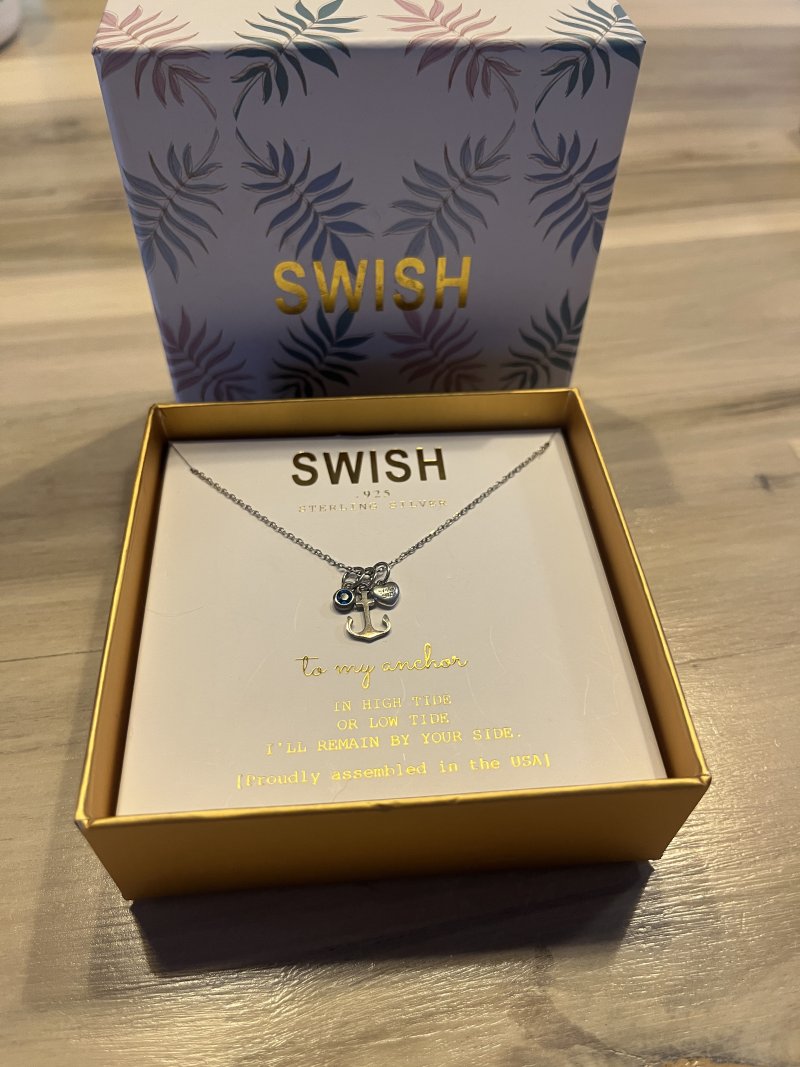 SWISH
SWISH
.925
STERLING SILVER
to my anchor
IN HIGH TIDE
OR LOW TIDE
I'LL REMAIN BY YOUR SIDE.
[Proudly assembled in the USA]